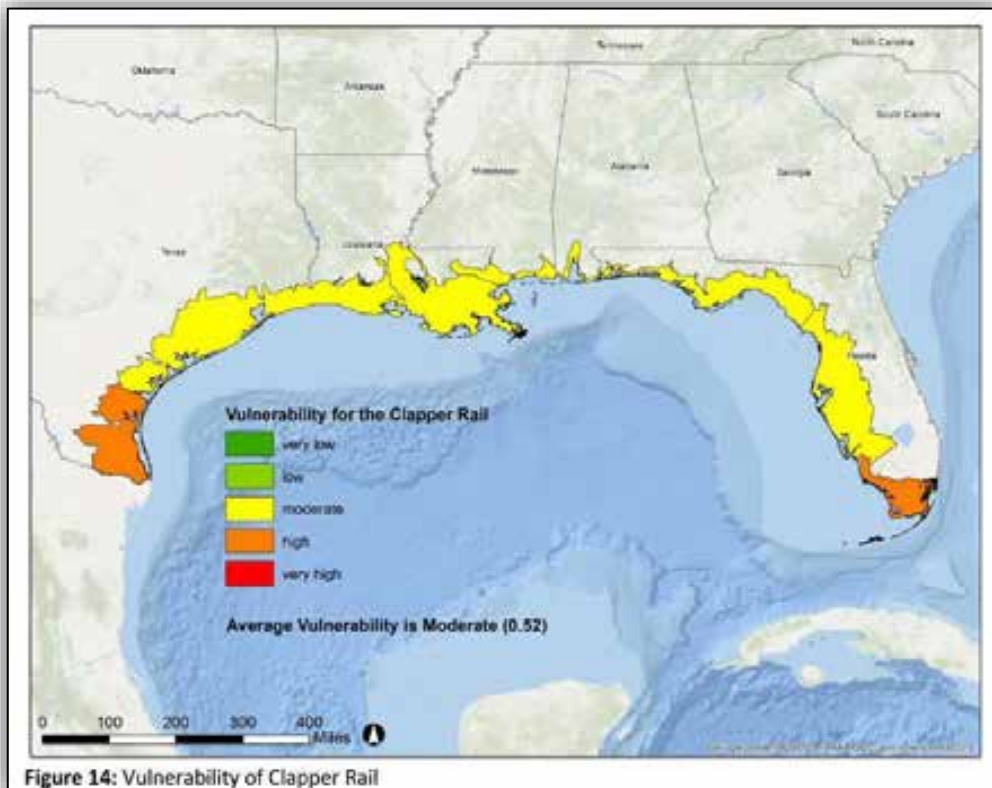 Tennessee
North Carolina
Oklahoma
Arkansas
South Carolina
Mississippi
Alabama
Georgia
Texas
Louisiana
Florida
Vulnerability for the Clapper Rail
very low
low
moderate
high
very high
Average Vulnerability is Moderate (0.52)
0 100 200 300 400
Miles
Figure 14: Vulnerability of Clapper Rail